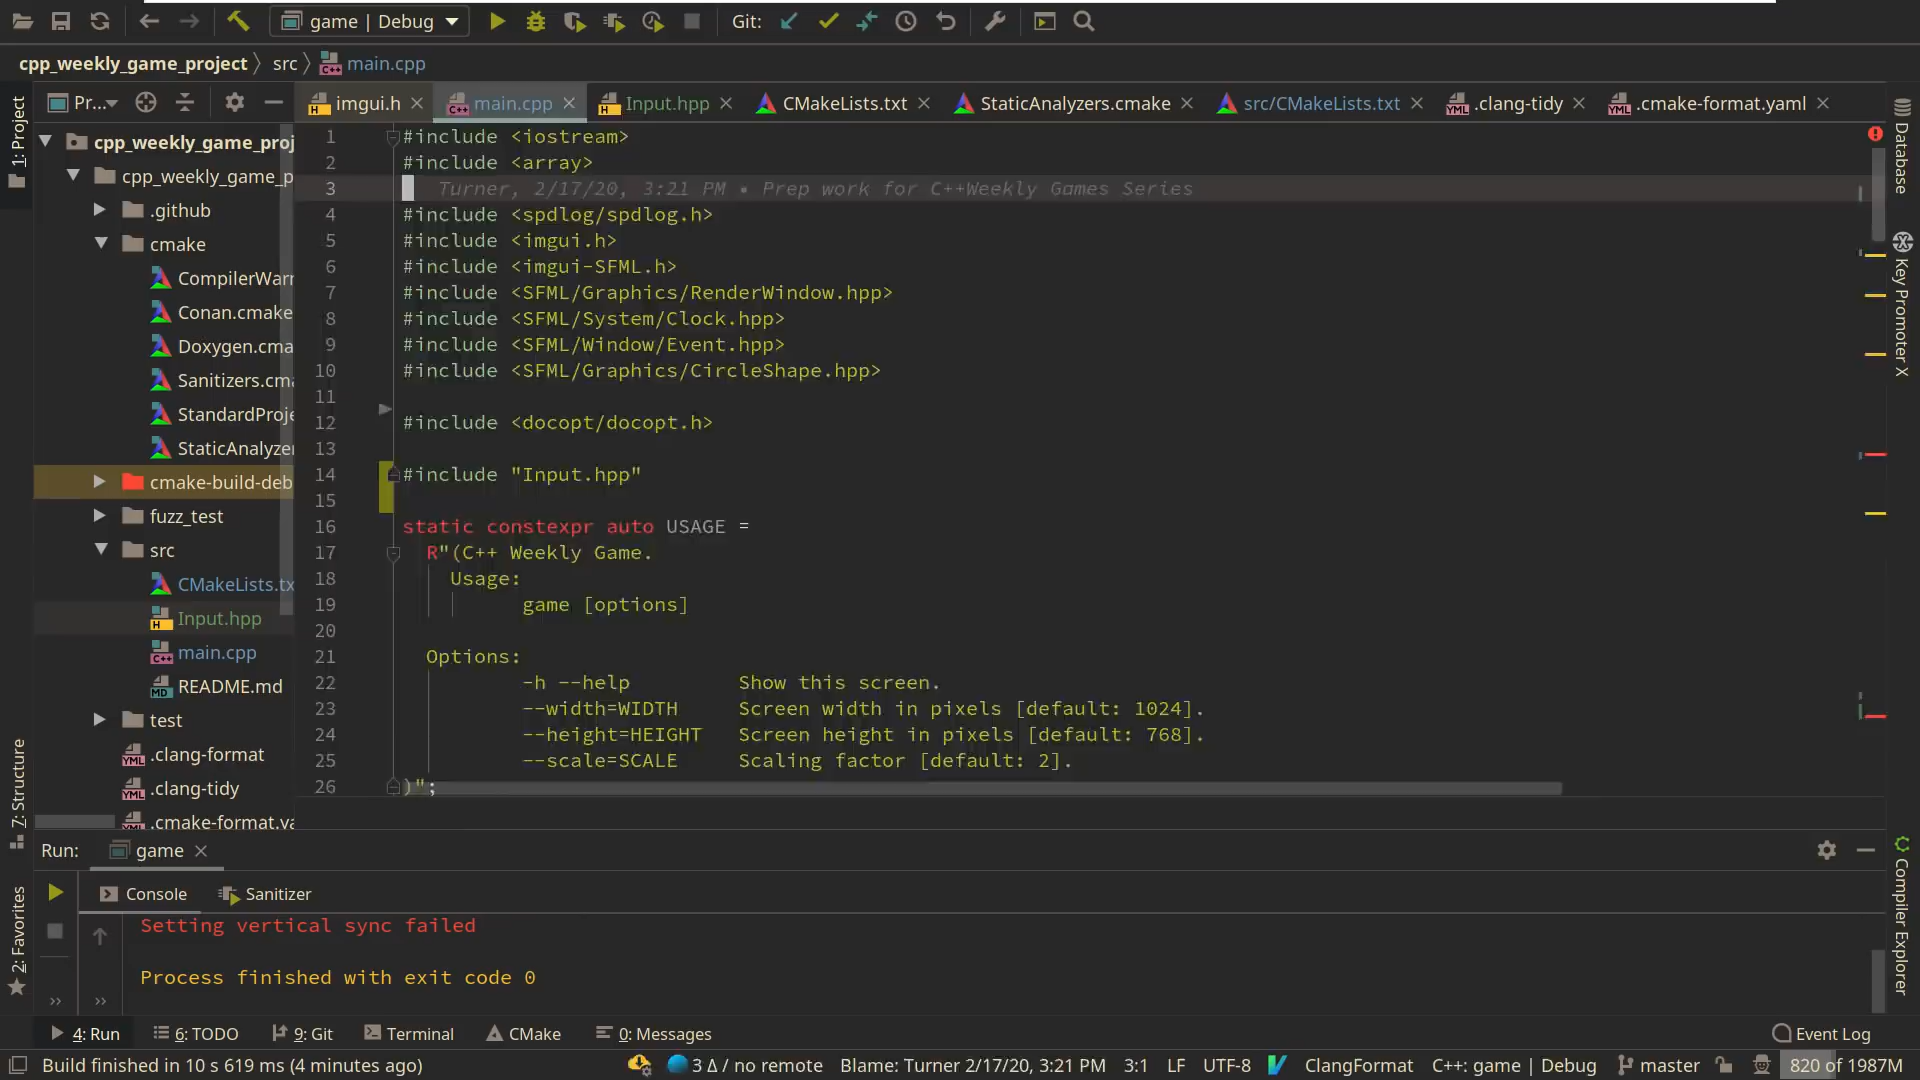 game | Debug
Git:
cpp_weekly_game_project
src
main.cpp
1: Project
Pr...
imgui.h
main.cpp
Input.hpp
CMakeLists.txt
StaticAnalyzers.cmake
src/CMakeLists.txt
.clang-tidy
.cmake-format.yaml
Database
cpp_weekly_game_proj
cpp_weekly_game_p
.github
cmake
CompilerWarn
Conan.cmake
Doxygen.cma
Sanitizers.cma
StandardProje
StaticAnalyzer
cmake-build-deb
fuzz_test
src
CMakeLists.tx
Input.hpp
main.cpp
README.md
test
.clang-format
.clang-tidy
.cmake-format.ya
1 #include <iostream>
2 #include <array>
3 Turner, 2/17/20, 3:21 PM • Prep work for C++Weekly Games Series
4 #include <spdlog/spdlog.h>
5 #include <imgui.h>
6 #include <imgui-SFML.h>
7 #include <SFML/Graphics/RenderWindow.hpp>
8 #include <SFML/System/Clock.hpp>
9 #include <SFML/Window/Event.hpp>
10 #include <SFML/Graphics/CircleShape.hpp>
11
12 #include <docopt/docopt.h>
13
14 #include "Input.hpp"
15
16 static constexpr auto USAGE =
17 R"(C++ Weekly Game.
18 Usage:
19 game [options]
20
21 Options:
22 -h --help Show this screen.
23 --width=WIDTH Screen width in pixels [default: 1024].
24 --height=HEIGHT Screen height in pixels [default: 768].
25 --scale=SCALE Scaling factor [default: 2].
26 )";
Key Promoter X
Compiler Explorer
7: Structure
2: Favorites
Run:
game
Console
Sanitizer
Setting vertical sync failed
Process finished with exit code 0
4: Run
6: TODO
9: Git
Terminal
CMake
0: Messages
Event Log
Build finished in 10 s 619 ms (4 minutes ago)
3 Δ / no remote
Blame: Turner 2/17/20, 3:21 PM
3:1
LF
UTF-8
ClangFormat
C++: game | Debug
master
820 of 1987M